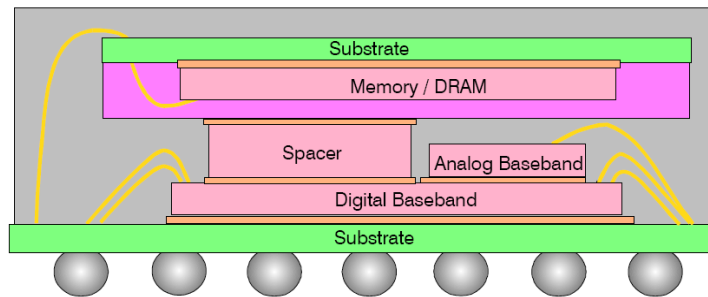 Substrate
Memory / DRAM
Spacer
Analog Baseband
Digital Baseband
Substrate